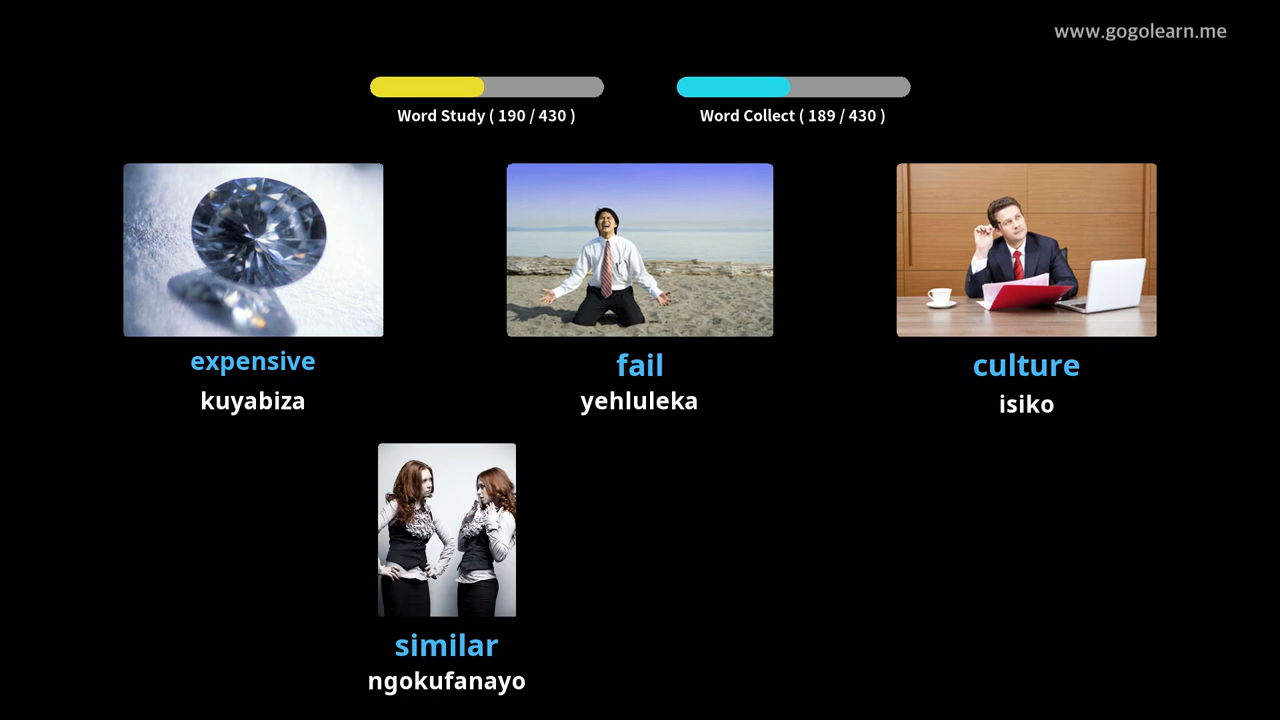 www.gogolearn.me
Word Study ( 190 / 430 )
Word Collect ( 189 / 430 )
expensive
kuyabiza
fail
yehluleka
culture
isiko
similar
ngokufanayo